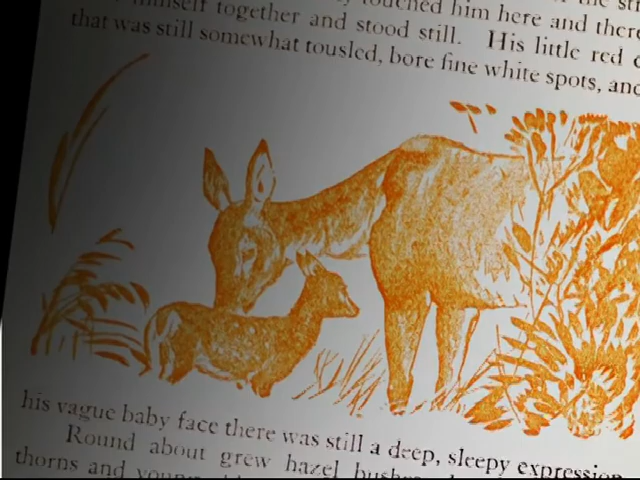 touched him here and there
himself together and stood still. His little red
that was still somewhat tousled, bore fine white spots, and
his vague baby face there was still a deep, sleepy expression
Round about grew hazel
thorns and